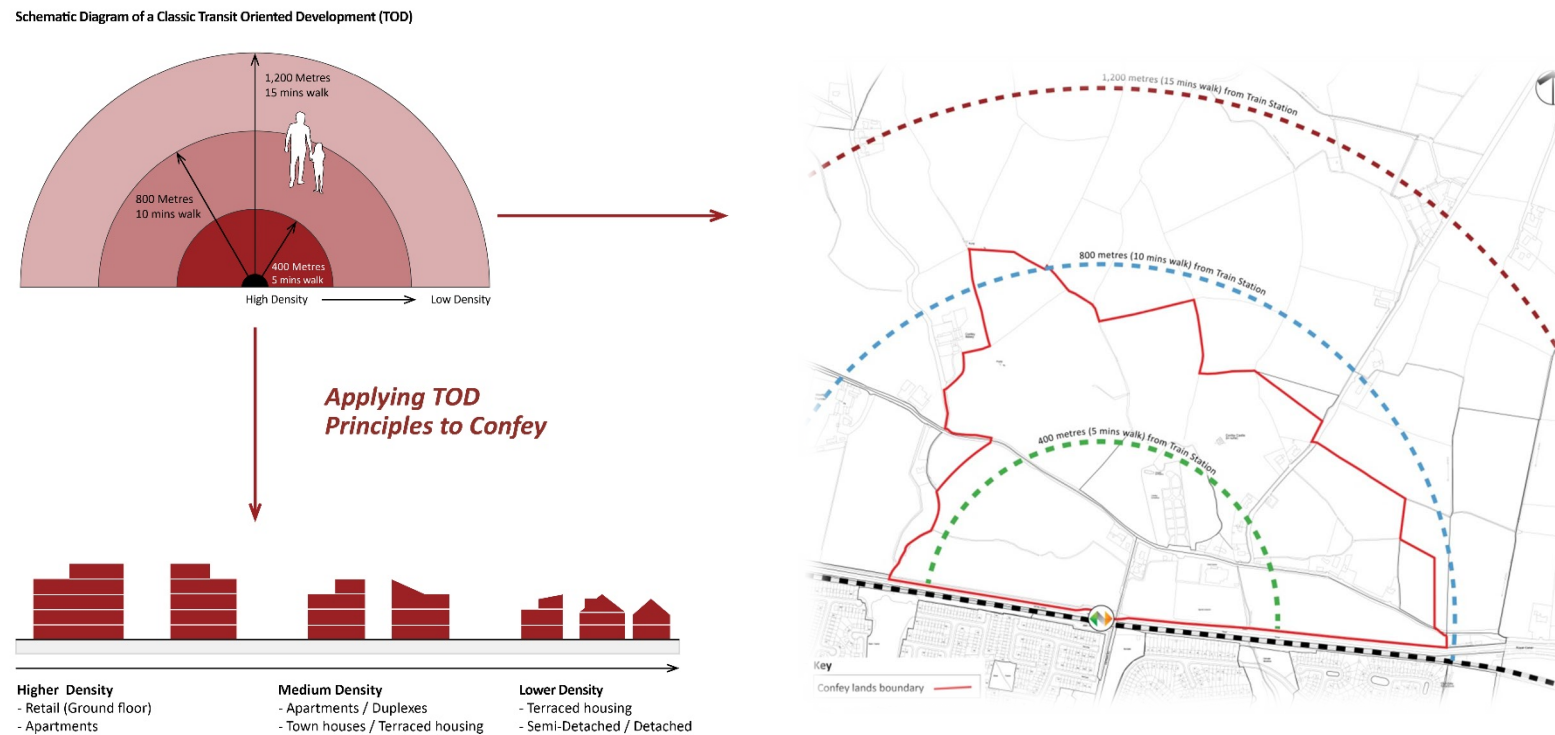 Schematic Diagram of a Classic Transit Oriented Development (TOD)
1,200 Metres
15 mins walk
800 Metres
10 mins walk
400 Metres
5 mins walk
High Density
Low Density
Applying TOD
Principles to Confey
Higher Density
- Retail (Ground floor)
- Apartments
Medium Density
- Apartments / Duplexes
- Town houses / Terraced housing
Lower Density
- Terraced housing
- Semi-Detached / Detached
1,200 metres (15 mins walk) from Train Station
800 metres (10 mins walk) from Train Station
400 metres (5 mins walk) from Train Station
Key
Confey lands boundary